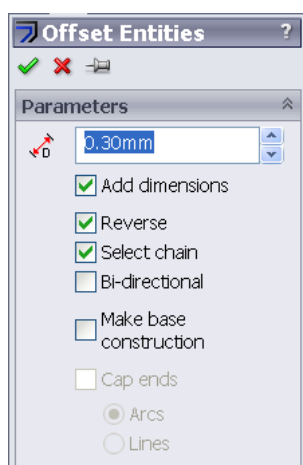 Offset Entities ?
Parameters
D
0.30mm
Add dimensions
Reverse
Select chain
Bi-directional
Make base
construction
Cap ends
Arcs
Lines